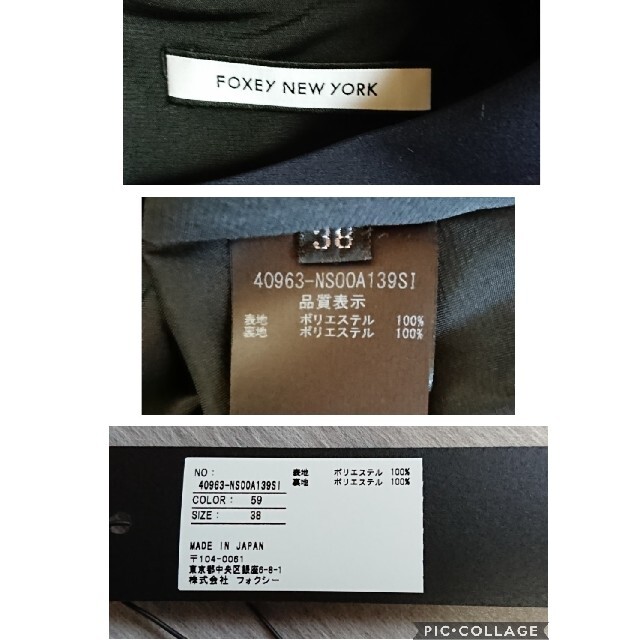 FOXEY NEW YORK
38
40963-NS00A139SI
品質表示
表地 ポリエステル 100%
裏地 ポリエステル 100%
NO: 表地 ポリエステル 100%
40963-NS00A139SI 裏地 ポリエステル 100%
COLOR: 59
SIZE: 38
MADE IN JAPAN
〒104-0061
東京都中央区銀座6-8-1
株式会社 フォクシー
PIC•COLLAGE